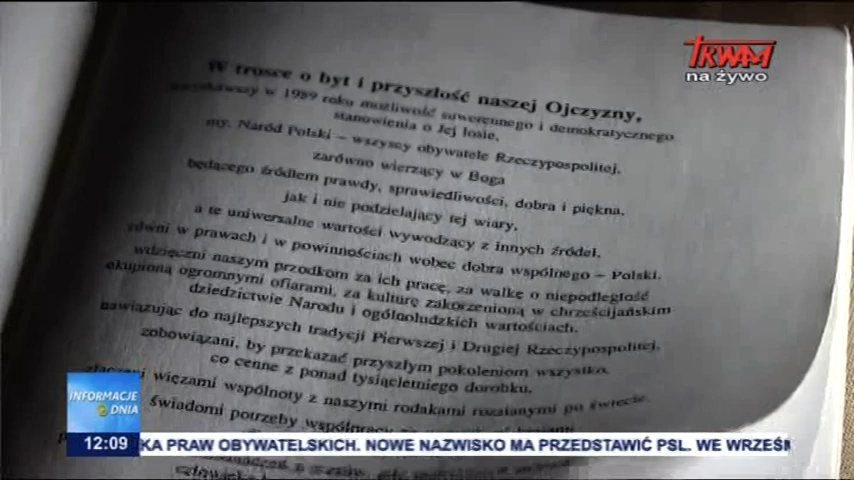 TRWAM
na żywo
W trosce o byt i przyszłość naszej Ojczyzny,
w 1989 roku możliwość suwerennego i demokratycznego
stanowienia o Jej losie,
my, Naród Polski – wszyscy obywatele Rzeczypospolitej,
zarówno wierzący w Boga
będącego źródłem prawdy, sprawiedliwości, dobra i piękna,
jak i nie podzielający tej wiary,
a te uniwersalne wartości wywodzący z innych źródeł,
równi w prawach i w powinnościach wobec dobra wspólnego – Polski,
wdzięczni naszym przodkom za ich pracę, za walkę o niepodległość
okupioną ogromnymi ofiarami, za kulturę zakorzenioną w chrześcijańskim
dziedzictwie Narodu i ogólnoludzkich wartościach,
nawiązując do najlepszych tradycji Pierwszej i Drugiej Rzeczypospolitej,
zobowiązani, by przekazać przyszłym pokoleniom wszystko,
co cenne z ponad tysiącletniego dorobku,
złączeni więzami wspólnoty z naszymi rodakami rozsianymi po świecie,
świadomi potrzeby współpracy
INFORMACJE
DNIA
12:09
KA PRAW OBYWATELSKICH. NOWE NAZWISKO MA PRZEDSTAWIĆ PSL. WE WRZEŚN